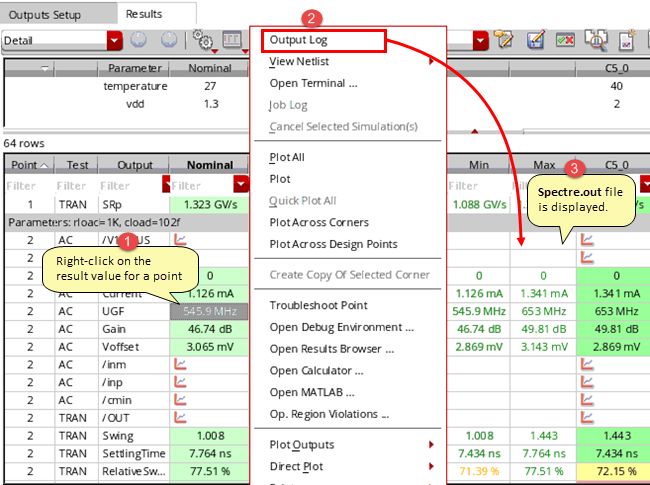 Outputs Setup Results
Detail
2
Parameter Nominal C5_0
temperature 27 40
vdd 1.3 2
64 rows
Point Test Output Nominal Min Max C5_0
Filter Filter Filter Filter Filter Filter Filter
1 TRAN SRp 1.323 GV/s 1.088 GV/s
Parameters: rload=1K, cload=102f
2 AC
2
2 0 0 0 0
2 AC Current 1.126 mA 1.126 mA 1.341 mA 1.341 mA
2 AC UGF 545.9 MHz 545.9 MHz 653 MHz 653 MHz
2 AC Gain 46.74 dB 46.74 dB 49.81 dB 49.81 dB
2 AC Voffset 3.065 mV 2.869 mV 3.143 mV 2.869 mV
2 AC /inm
2 AC /inp
2 AC /cmin
2 TRAN /OUT
2 TRAN Swing 1.008 1.008 1.443 1.443
2 TRAN SettlingTime 7.764 ns 7.434 ns 7.764 ns 7.434 ns
2 TRAN RelativeSw... 77.51 % 71.39 % 77.51 % 72.15 %
1
Right-click on the
result value for a point
Output Log
View Netlist
Open Terminal ...
Job Log
Cancel Selected Simulation(s)
Plot All
Plot
Quick Plot All
Plot Across Corners
Plot Across Design Points
Create Copy Of Selected Corner
Troubleshoot Point
Open Debug Environment ...
Open Results Browser ...
Open Calculator ...
Open MATLAB ...
Op. Region Violations ...
Plot Outputs
Direct Plot
3
Spectre.out file
is displayed.